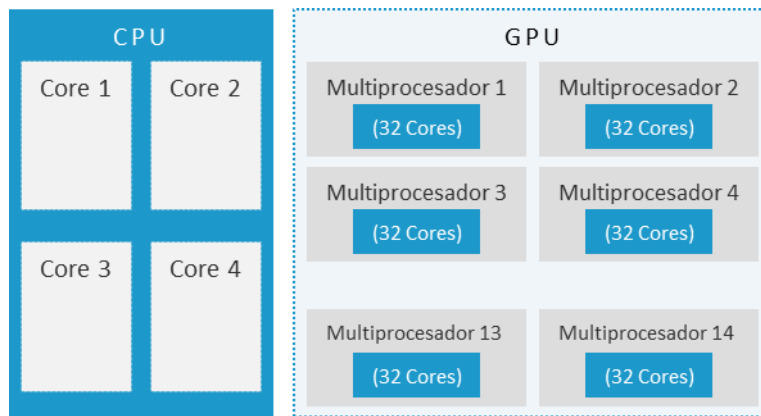 CPU
Core 1
Core 2
Core 3
Core 4
GPU
Multiprocesador 1
(32 Cores)
Multiprocesador 2
(32 Cores)
Multiprocesador 3
(32 Cores)
Multiprocesador 4
(32 Cores)
Multiprocesador 13
(32 Cores)
Multiprocesador 14
(32 Cores)